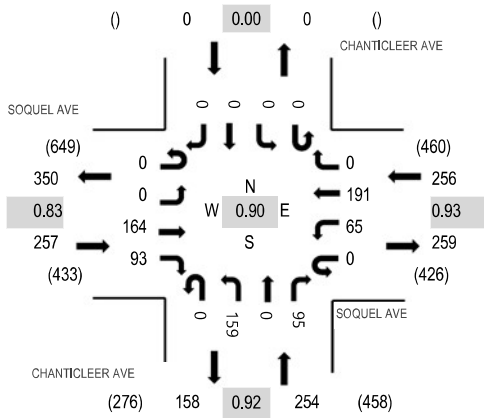 () 0 0.00 0 ()
CHANTICLEER AVE
SOQUEL AVE
0 0 0 0
(649) (460)
350 0 0 256
N
0 191
0.83 W 0.90 E 0.93
164 65
257 S 259
93 0
(433) (426)
0 159 0 95
SOQUEL AVE
CHANTICLEER AVE
(276) 158 0.92 254 (458)